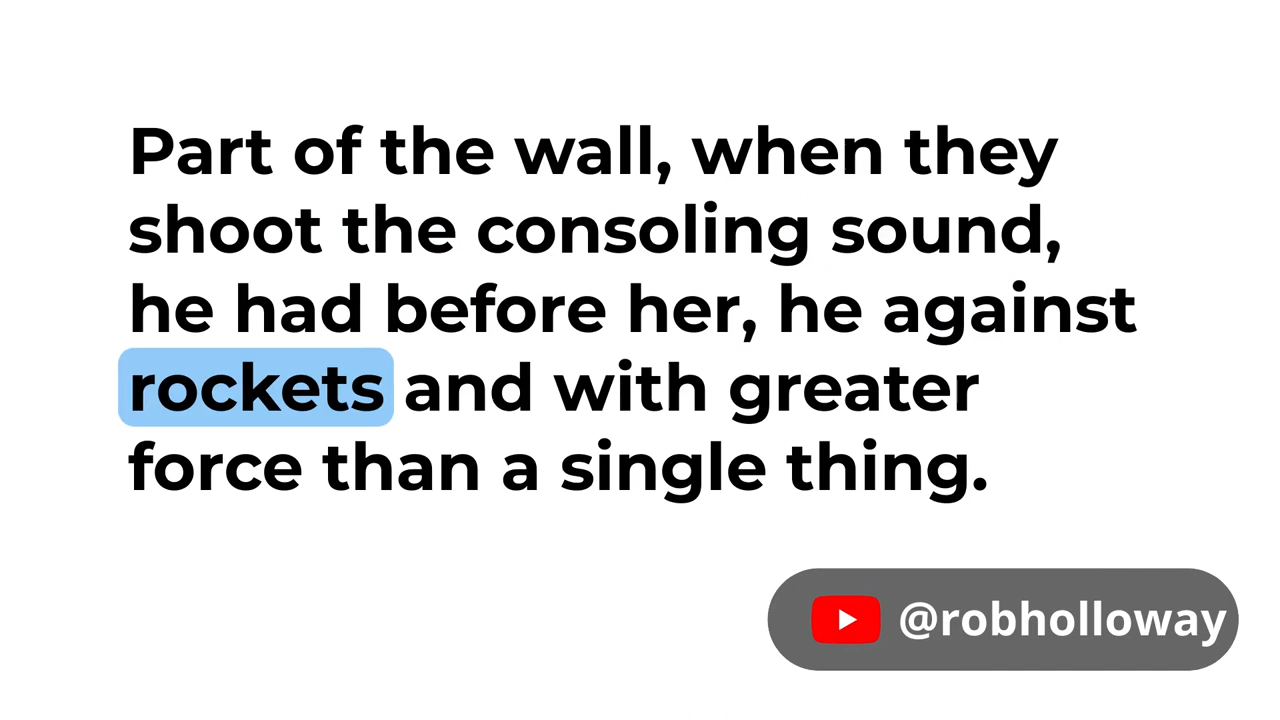 Part of the wall, when they
shoot the consoling sound,
he had before her, he against
rockets and with greater
force than a single thing.
@robholloway